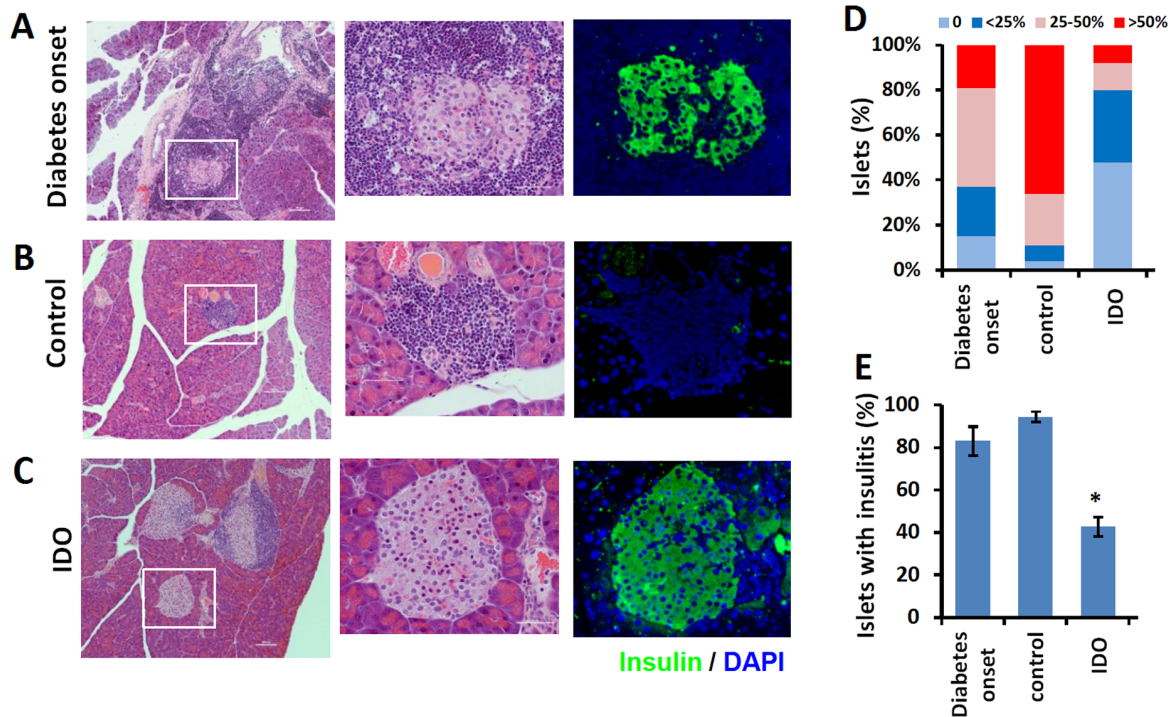 A
Diabetes onset
B
Control
C
IDO
Insulin / DAPI
D
0 <25% 25-50% >50%
Islets (%)
100%
80%
60%
40%
20%
0%
Diabetes
onset
control
IDO
E
Islets with insulitis (%)
100
80
60
40
20
0
*
Diabetes
onset
control
IDO